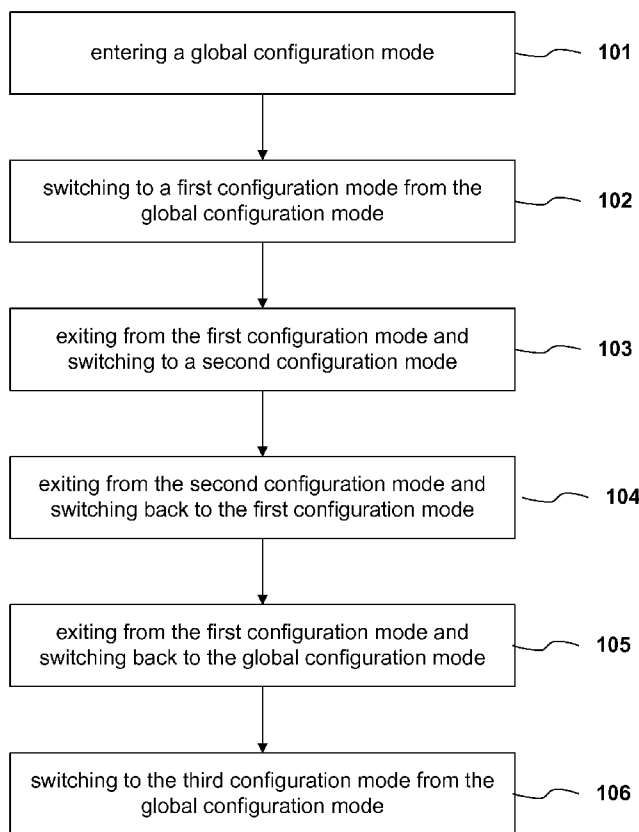 entering a global configuration mode
101
switching to a first configuration mode from the
global configuration mode
102
exiting from the first configuration mode and
switching to a second configuration mode
103
exiting from the second configuration mode and
switching back to the first configuration mode
104
exiting from the first configuration mode and
switching back to the global configuration mode
105
switching to the third configuration mode from the
global configuration mode
106